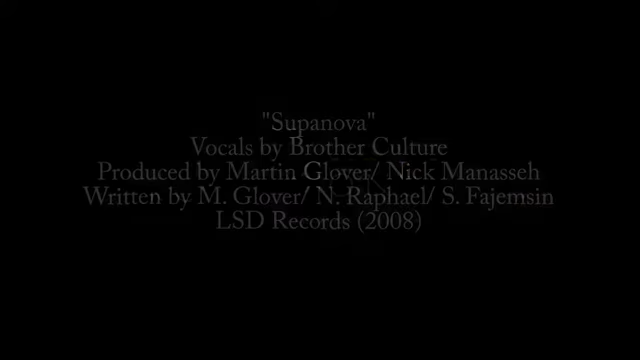 "Supanova"
Vocals by Brother Culture
Produced by Martin Glover/ Nick Manasseh
Written by M. Glover/ N. Raphael/ S. Fajemsin
LSD Records (2008)